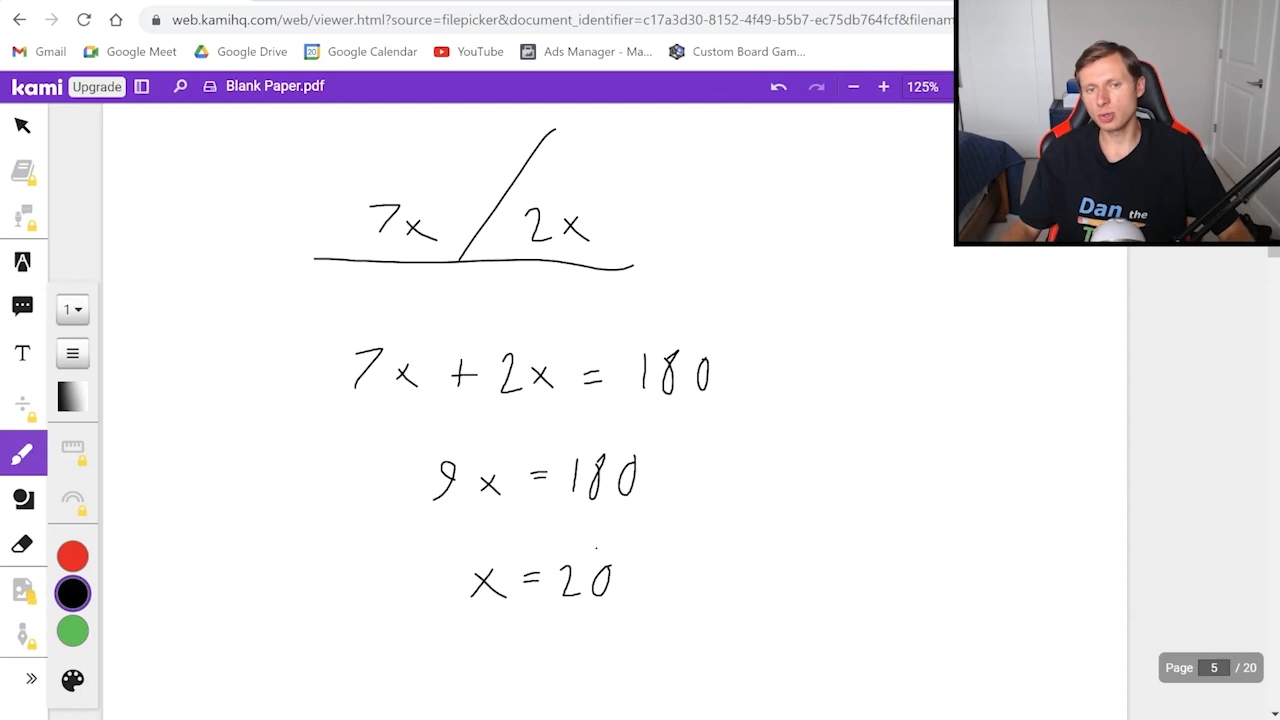 web.kamihq.com/web/viewer.html?source=filepicker&document_identifier=c17a3d30-8152-4f49-b5b7-ec75db764fcf&filenam
Gmail Google Meet Google Drive 20 Google Calendar YouTube Ads Manager - Ma... Custom Board Gam...
kami Upgrade Blank Paper.pdf 125%
7x 2x
7x + 2x = 180
9x = 180
x = 20
1
T
Dan the
Page 5 / 20